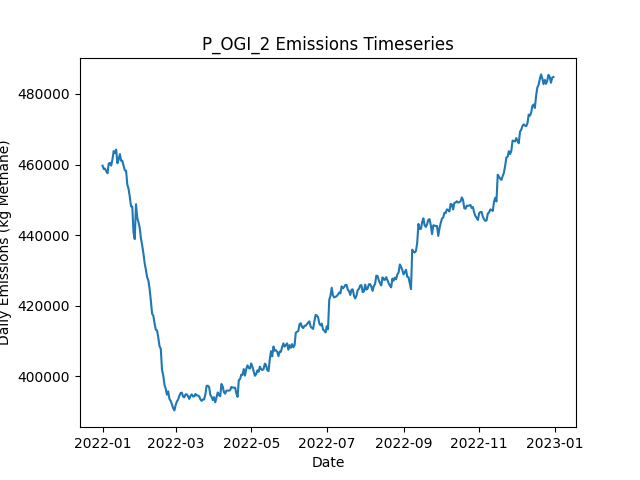 P_OGI_2 Emissions Timeseries
Daily Emissions (kg Methane)
480000
460000
440000
420000
400000
2022-01 2022-03 2022-05 2022-07 2022-09 2022-11 2023-01
Date